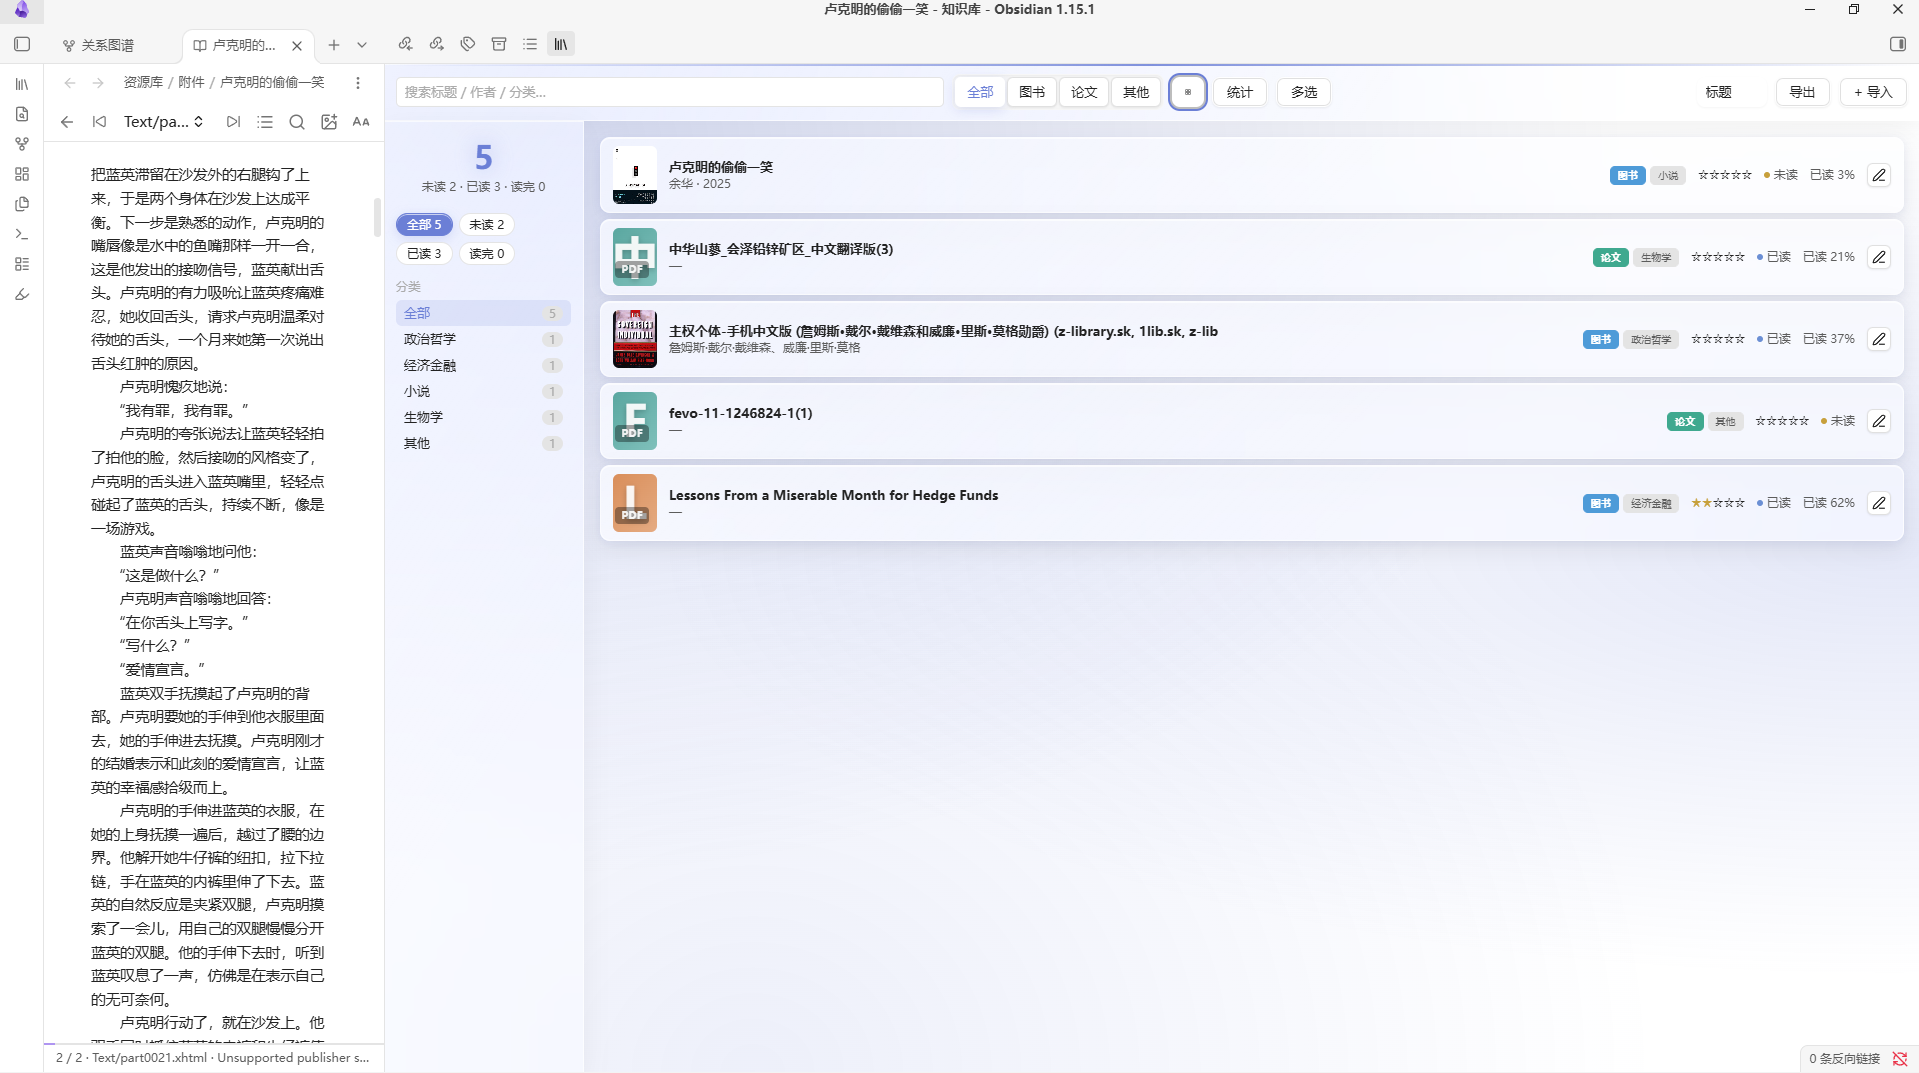 卢克明的偷偷一笑 - 知识库 - Obsidian 1.15.1
关系图谱
卢克明的...
资源库 / 附件 / 卢克明的偷偷一笑
Text/pa...
AA
把蓝英滞留在沙发外的右腿钩了上
来，于是两个身体在沙发上达成平
衡。下一步是熟悉的动作，卢克明的
嘴唇像是水中的鱼嘴那样一开一合，
这是他发出的接吻信号，蓝英献出舌
头。卢克明的有力吸吮让蓝英疼痛难
忍，她收回舌头，请求卢克明温柔对
待她的舌头，一个月来她第一次说出
舌头红肿的原因。
卢克明愧疚地说：
“我有罪，我有罪。”
卢克明的夸张说法让蓝英轻轻拍
了拍他的脸，然后接吻的风格变了，
卢克明的舌头进入蓝英嘴里，轻轻点
碰起了蓝英的舌头，持续不断，像是
一场游戏。
蓝英声音嗡嗡地问他：
“这是做什么？”
卢克明声音嗡嗡地回答：
“在你舌头上写字。”
“写什么？”
“爱情宣言。”
蓝英双手抚摸起了卢克明的背
部。卢克明要她的手伸到他衣服里面
去，她的手伸进去抚摸。卢克明刚才
的结婚表示和此刻的爱情宣言，让蓝
英的幸福感拾级而上。
卢克明的手伸进蓝英的衣服，在
她的上身抚摸一遍后，越过了腰的边
界。他解开她牛仔裤的纽扣，拉下拉
链，手在蓝英的内裤里伸了下去。蓝
英的自然反应是夹紧双腿，卢克明摸
索了一会儿，用自己的双腿慢慢分开
蓝英的双腿。他的手伸下去时，听到
蓝英叹息了一声，仿佛是在表示自己
的无可奈何。
卢克明行动了，就在沙发上。他
2 / 2 · Text/part0021.xhtml · Unsupported publisher s...
搜索标题 / 作者 / 分类...
全部
图书
论文
其他
统计
多选
标题
导出
+ 导入
5
未读 2 · 已读 3 · 读完 0
全部 5
未读 2
已读 3
读完 0
分类
全部 5
政治哲学 1
经济金融 1
小说 1
生物学 1
其他 1
卢克明的偷偷一笑
余华 · 2025
图书 小说 ☆☆☆☆☆ 未读 已读 3%
中
PDF
中华山蔘_会泽铅锌矿区_中文翻译版(3)
—
论文 生物学 ☆☆☆☆☆ 已读 已读 21%
主权个体-手机中文版 (詹姆斯•戴尔•戴维森和威廉•里斯•莫格勋爵) (z-library.sk, 1lib.sk, z-lib
詹姆斯·戴尔·戴维森、威廉·里斯·莫格
图书 政治哲学 ☆☆☆☆☆ 已读 已读 37%
F
PDF
fevo-11-1246824-1(1)
—
论文 其他 ☆☆☆☆☆ 未读
L
PDF
Lessons From a Miserable Month for Hedge Funds
—
图书 经济金融 ★★☆☆☆ 已读 已读 62%
0 条反向链接